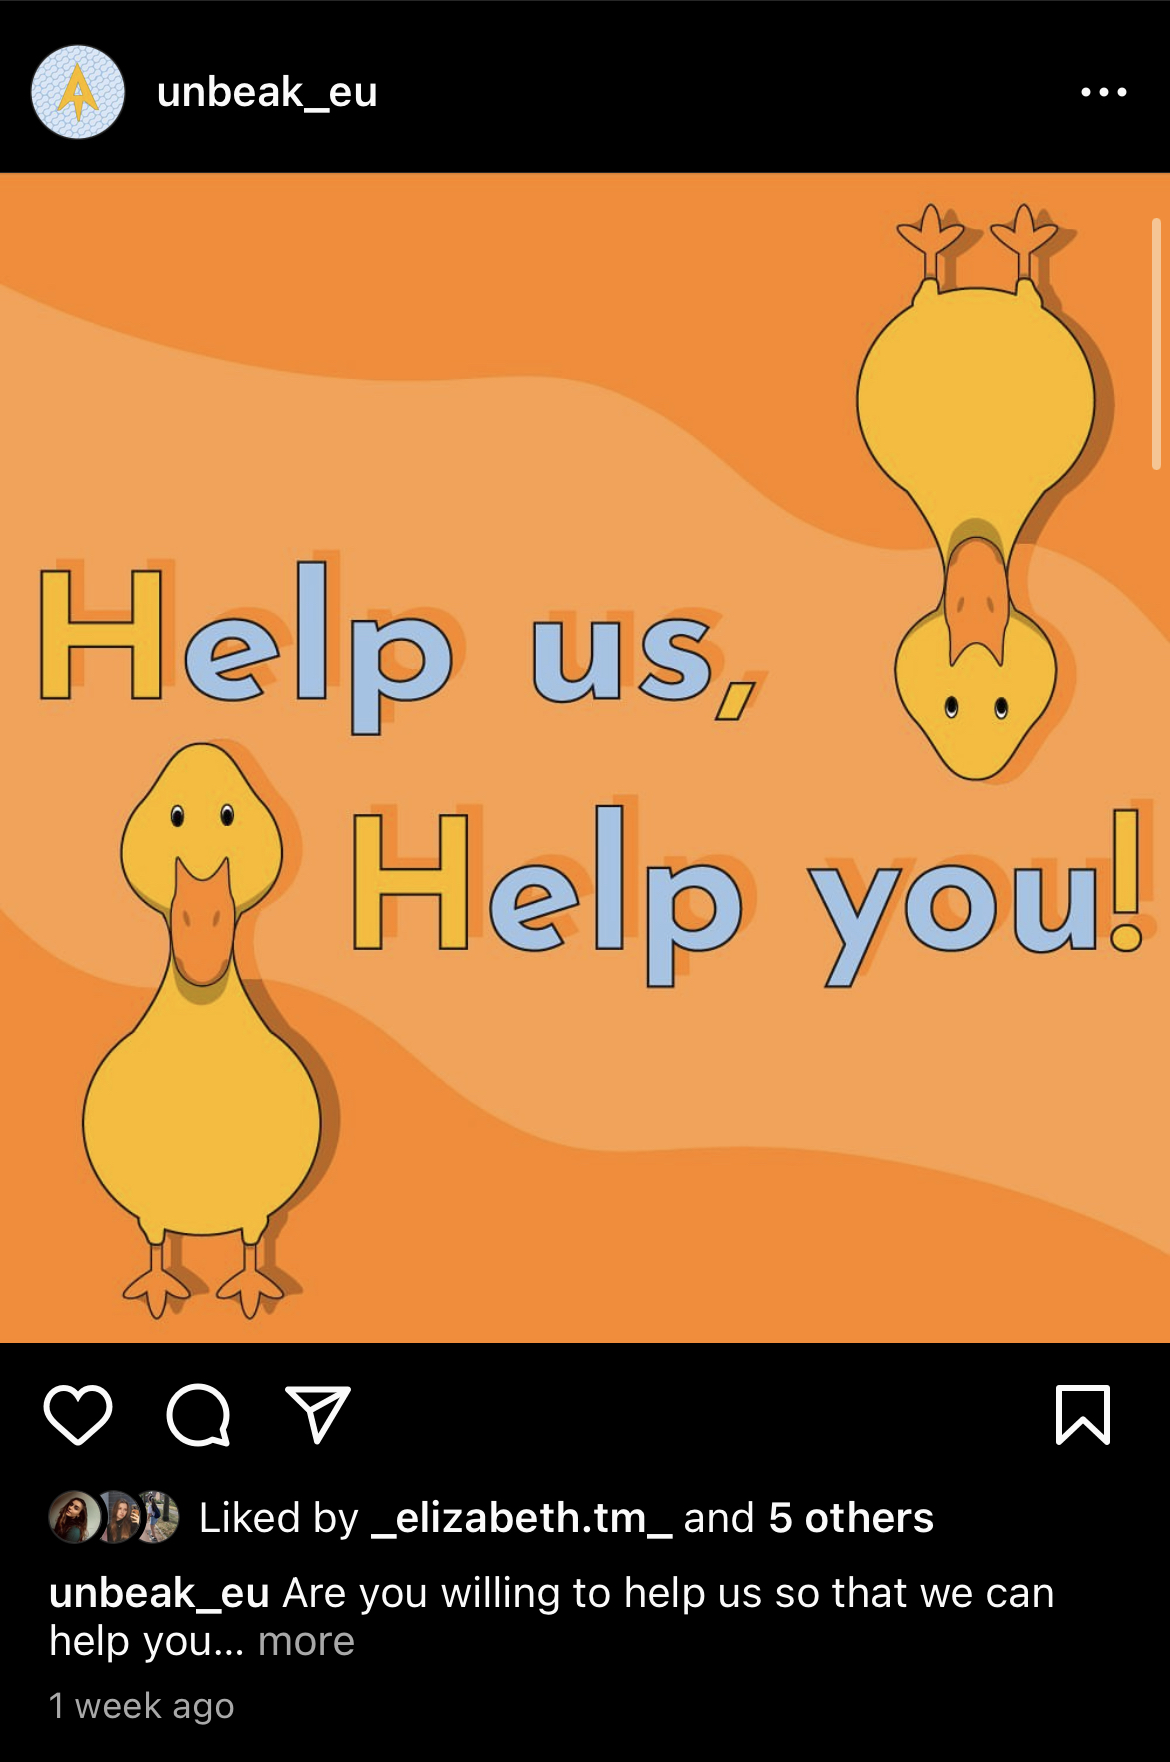 unbeak_eu
Help us,
Help you!
Liked by _elizabeth.tm_ and 5 others
unbeak_eu Are you willing to help us so that we can
help you... more
1 week ago